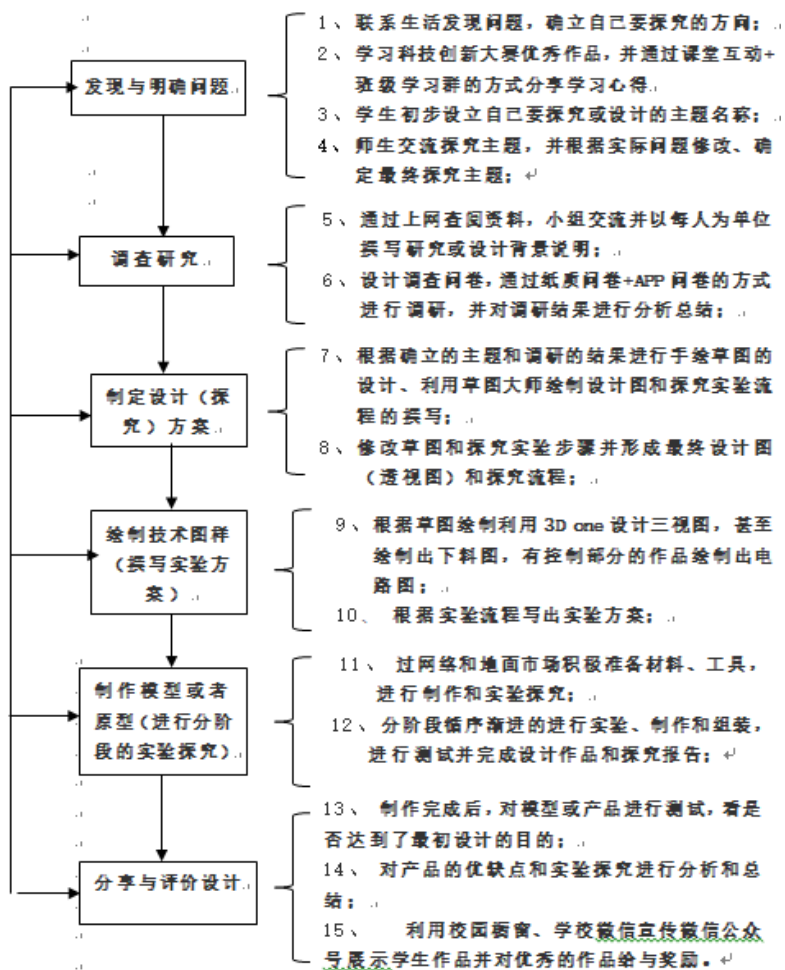 发现与明确问题
1、联系生活发现问题，确立自己要探究的方向；
2、学习科技创新大赛优秀作品，并通过课堂互动+
班级学习群的方式分享学习心得
3、学生初步设立自己要探究或设计的主题名称；
4、师生交流探究主题，并根据实际问题修改、确
定最终探究主题；
调查研究
5、通过上网查阅资料，小组交流并以每人为单位
撰写研究或设计背景说明；
6、设计调查问卷，通过纸质问卷+APP问卷的方式
进行调研，并对调研结果进行分析总结；
制定设计（探
究）方案
7、根据确立的主题和调研的结果进行手绘草图的
设计、利用草图大师绘制设计图和探究实验流
程的撰写；
8、修改草图和探究实验步骤并形成最终设计图
（透视图）和探究流程；
绘制技术图样
（撰写实验方
案）
9、根据草图绘制利用 3D one 设计三视图，甚至
绘制出下料图，有控制部分的作品绘制出电
路图；
10、 根据实验流程写出实验方案；
制作模型或者
原型（进行分阶
段的实验探究）
11、 过网络和地面市场积极准备材料、工具，
进行制作和实验探究；
12、分阶段循序渐进的进行实验、制作和组装，
进行测试并完成设计作品和探究报告；
分享与评价设计
13、 制作完成后，对模型或产品进行测试，看是
否达到了最初设计的目的；
14、 对产品的优缺点和实验探究进行分析和总
结；
15、 利用校园橱窗、学校微信宣传微信公众
号展示学生作品并对优秀的作品给与奖励。